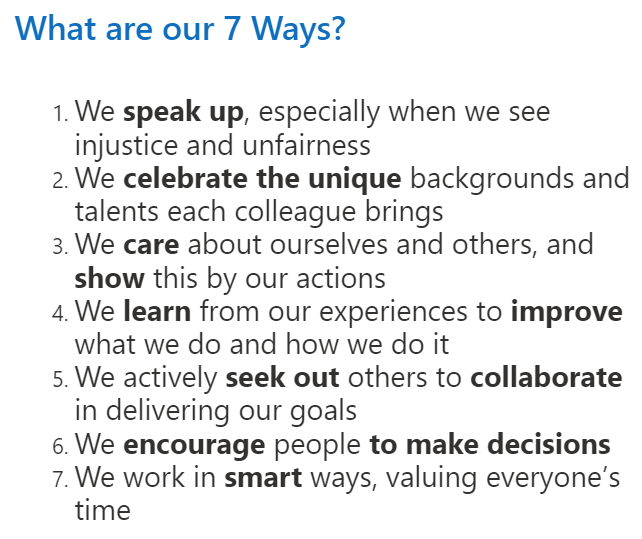 What are our 7 Ways?
1. We speak up, especially when we see
injustice and unfairness
2. We celebrate the unique backgrounds and
talents each colleague brings
3. We care about ourselves and others, and
show this by our actions
4. We learn from our experiences to improve
what we do and how we do it
5. We actively seek out others to collaborate
in delivering our goals
6. We encourage people to make decisions
7. We work in smart ways, valuing everyone’s
time